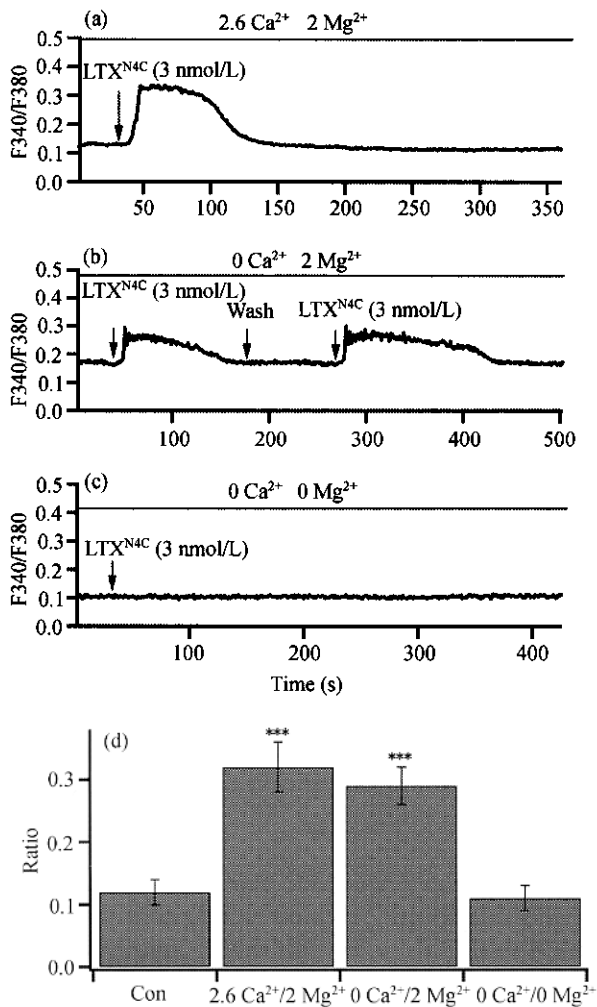 (a)
2.6 Ca²⁺ 2 Mg²⁺
0.5
LTXᴺ⁴ᶜ (3 nmol/L)
0.4
0.3
0.2
0.1
0.0
F340/F380
50 100 150 200 250 300 350
(b)
0 Ca²⁺ 2 Mg²⁺
0.5
LTXᴺ⁴ᶜ (3 nmol/L)
Wash
LTXᴺ⁴ᶜ (3 nmol/L)
0.4
0.3
0.2
0.1
0.0
F340/F380
100 200 300 400 500
(c)
0 Ca²⁺ 0 Mg²⁺
0.5
0.4
LTXᴺ⁴ᶜ (3 nmol/L)
0.3
0.2
0.1
0.0
F340/F380
100 200 300 400
Time (s)
(d)
***
***
0.3
0.2
0.1
0.0
Ratio
Con 2.6 Ca²⁺/2 Mg²⁺ 0 Ca²⁺/2 Mg²⁺ 0 Ca²⁺/0 Mg²⁺